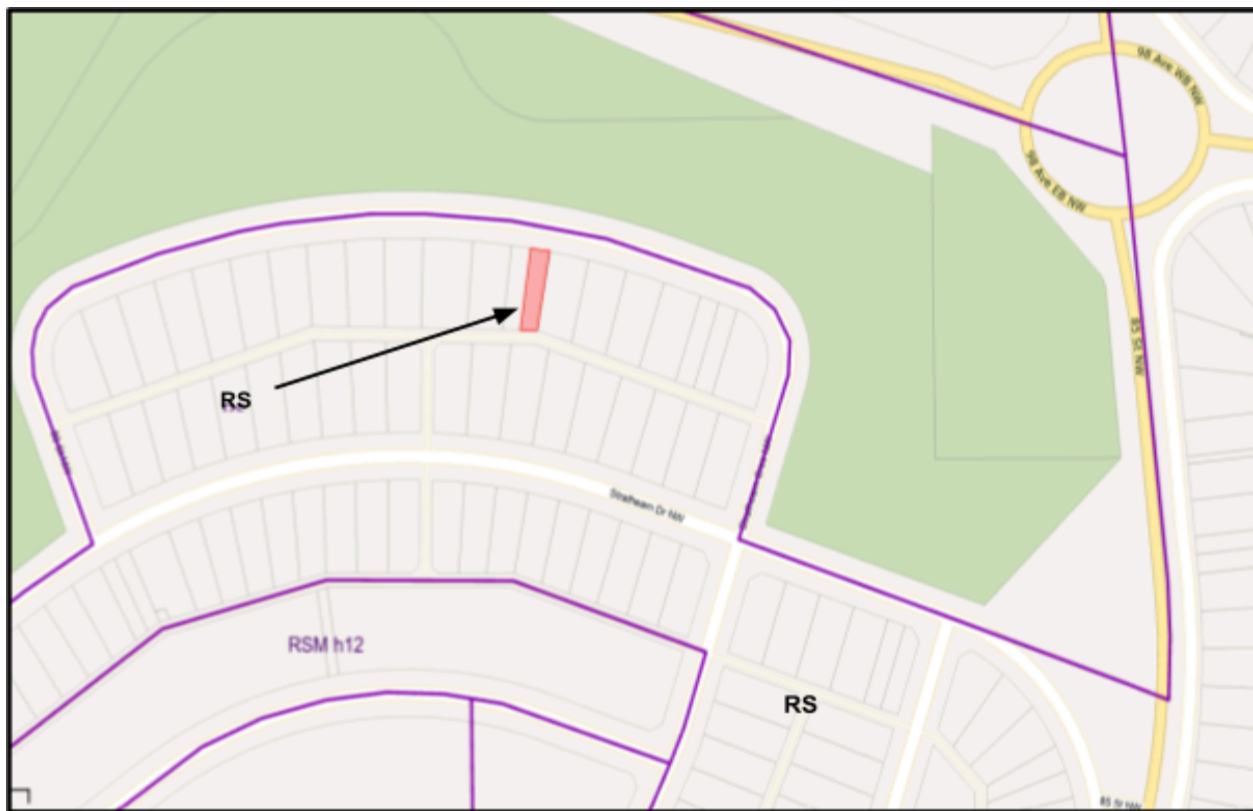 98 Ave WB NW
98 Ave EB NW
85 St NW
RS
Strathearn Dr NW
RSM h12
RS
85 St NW